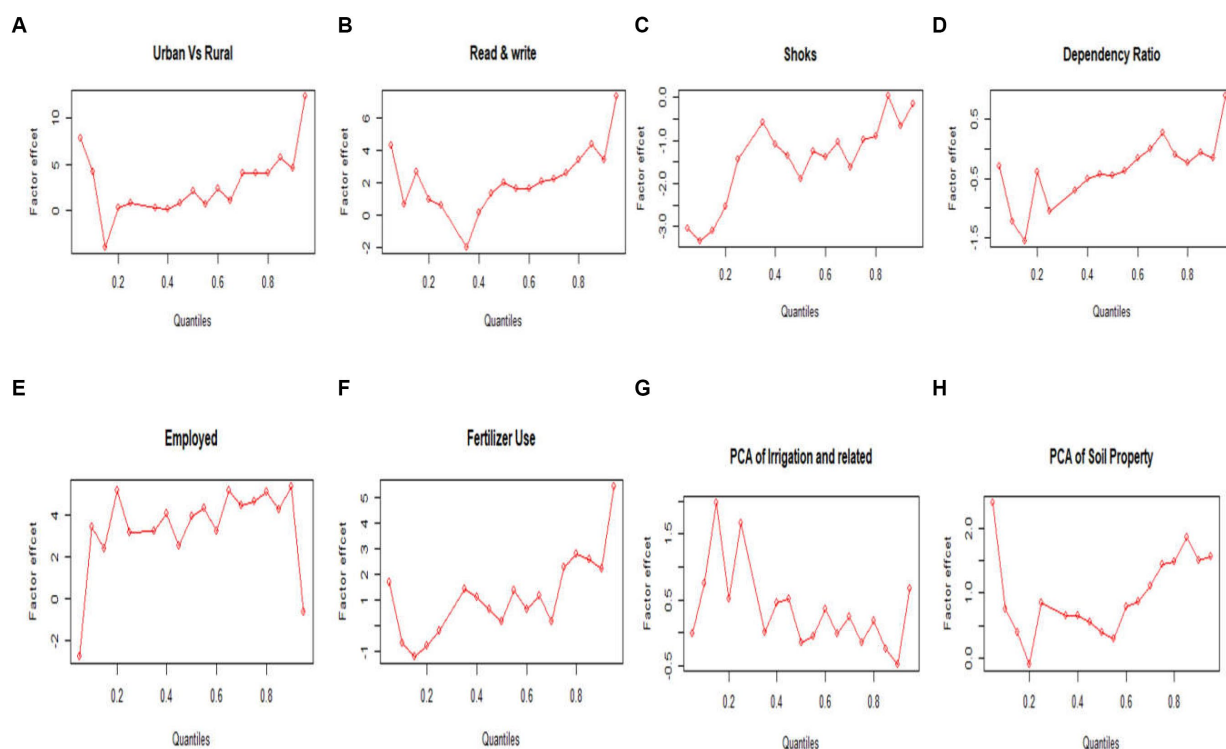 A
Urban Vs Rural
Factor effcet
10
5
0
0.2 0.4 0.6 0.8
Quantiles
B
Read & write
Factor effcet
6
4
2
0
-2
0.2 0.4 0.6 0.8
Quantiles
C
Shoks
Factor effcet
0.0
-1.0
-2.0
-3.0
0.2 0.4 0.6 0.8
Quantiles
D
Dependency Ratio
Factor effcet
0.5
-0.5
-1.5
0.2 0.4 0.6 0.8
Quantiles
E
Employed
Factor effcet
4
2
0
-2
0.2 0.4 0.6 0.8
Quantiles
F
Fertilizer Use
Factor effcet
5
4
3
2
1
-1
0.2 0.4 0.6 0.8
Quantiles
G
PCA of Irrigation and related
Factor effcet
1.5
0.5
-0.5
0.2 0.4 0.6 0.8
Quantiles
H
PCA of Soil Property
Factor effcet
2.0
1.0
0.0
0.2 0.4 0.6 0.8
Quantiles